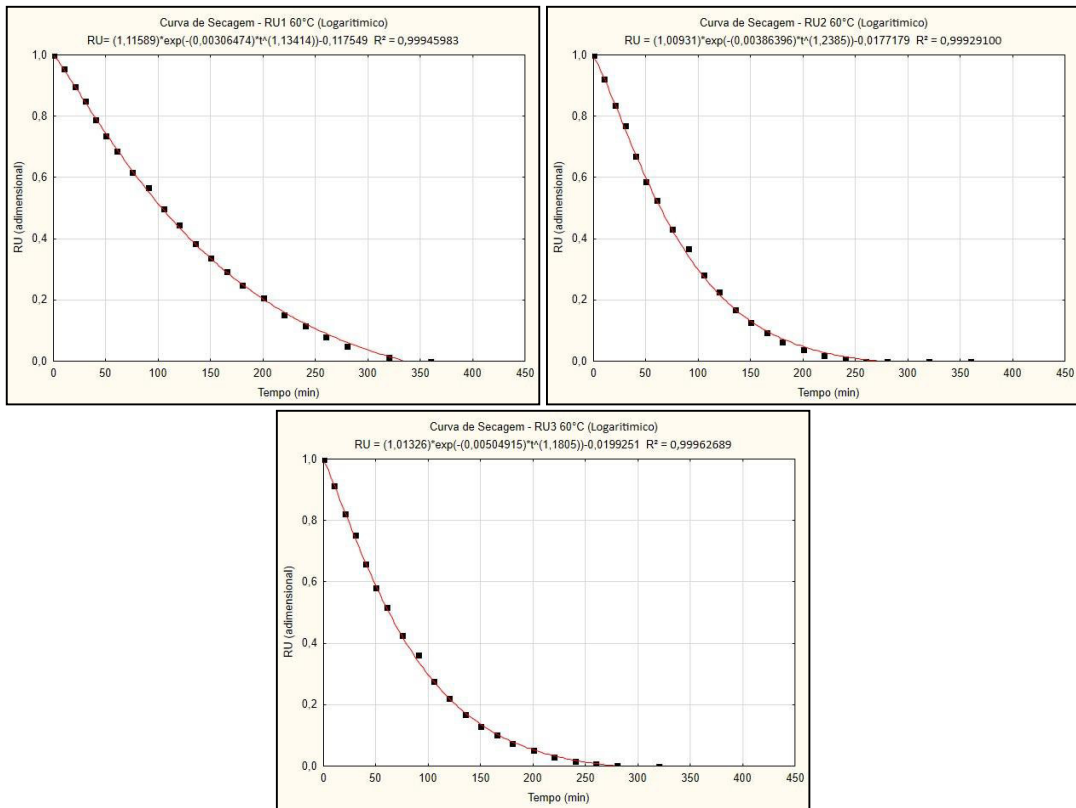 Curva de Secagem - RU1 60°C (Logaritimico)
RU= (1,11589)*exp(-(0,00306474)*t^(1,13414))-0,117549 R² = 0,99945983
1,0
0,8
0,6
0,4
0,2
0,0
RU (adimensional)
0 50 100 150 200 250 300 350 400 450
Tempo (min)
Curva de Secagem - RU2 60°C (Logaritimico)
RU = (1,00931)*exp(-(0,00386396)*t^(1,2385))-0,0177179 R² = 0,99929100
1,0
0,8
0,6
0,4
0,2
0,0
RU (adimensional)
0 50 100 150 200 250 300 350 400 450
Tempo (min)
Curva de Secagem - RU3 60°C (Logaritimico)
RU = (1,01326)*exp(-(0,00504915)*t^(1,1805))-0,0199251 R² = 0,99962689
1,0
0,8
0,6
0,4
0,2
0,0
RU (adimensional)
0 50 100 150 200 250 300 350 400 450
Tempo (min)